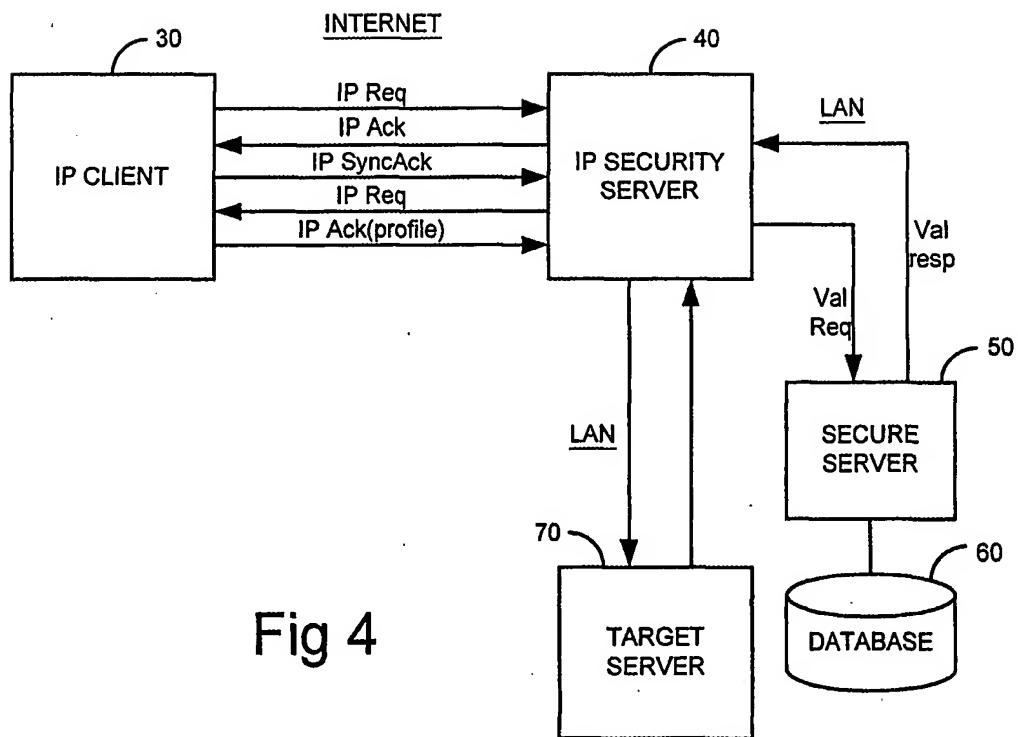 INTERNET
30
40
IP CLIENT
IP Req
IP Ack
IP SyncAck
IP Req
IP Ack(profile)
IP SECURITY
SERVER
LAN
Val
resp
Val
Req
50
SECURE
SERVER
LAN
70
60
TARGET
SERVER
DATABASE
Fig 4